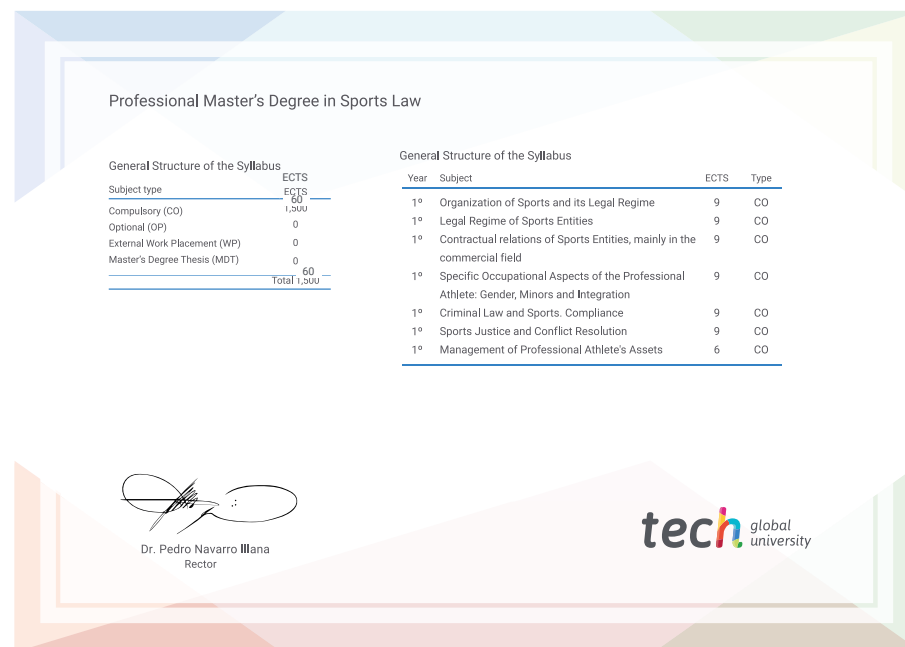 Professional Master's Degree in Sports Law
General Structure of the Syllabus
ECTS
Subject type ECTS
60
Compulsory (CO) 1,500
Optional (OP) 0
External Work Placement (WP) 0
Master's Degree Thesis (MDT) 0
60
Total 1,500
General Structure of the Syllabus
Year Subject ECTS Type
1º Organization of Sports and its Legal Regime 9 CO
1º Legal Regime of Sports Entities 9 CO
1º Contractual relations of Sports Entities, mainly in the 9 CO
commercial field
1º Specific Occupational Aspects of the Professional 9 CO
Athlete: Gender, Minors and Integration
1º Criminal Law and Sports. Compliance 9 CO
1º Sports Justice and Conflict Resolution 9 CO
1º Management of Professional Athlete's Assets 6 CO
Dr. Pedro Navarro Illana
Rector
tech global
university